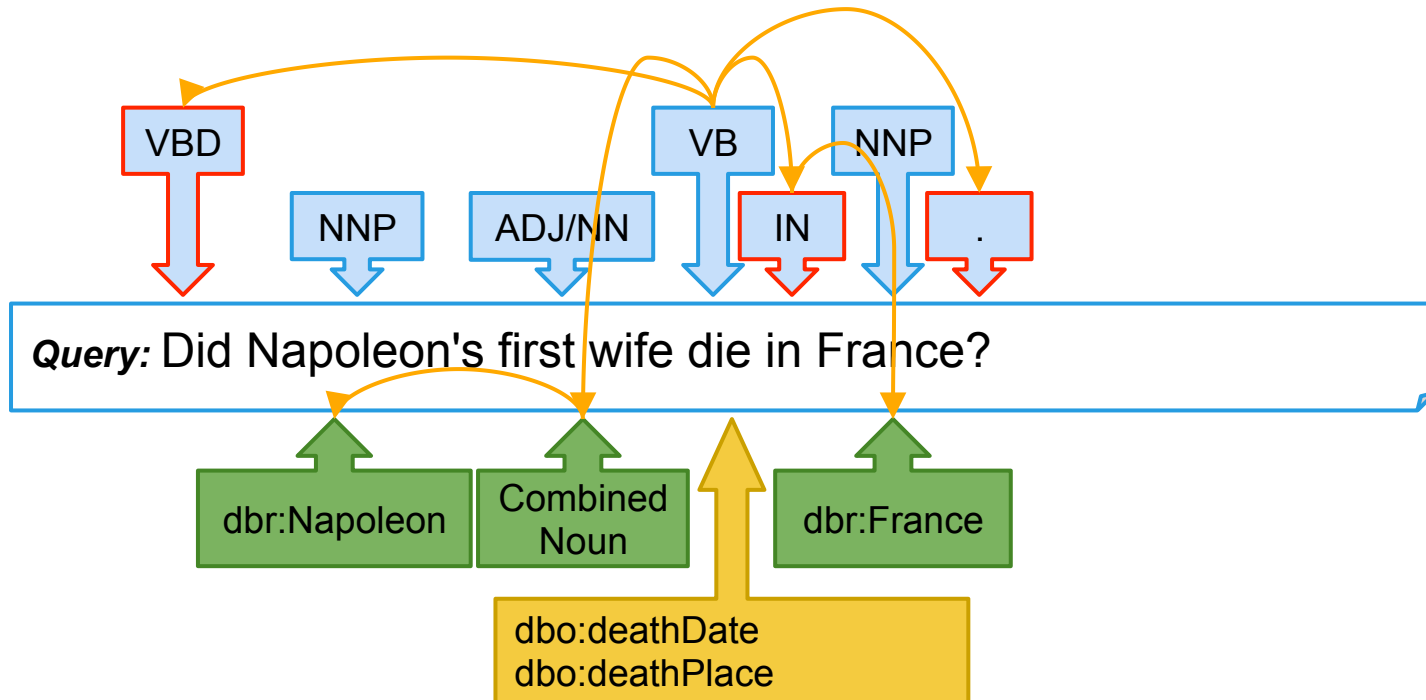 VBD
VB
NNP
NNP
ADJ/NN
IN
.
Query: Did Napoleon's first wife die in France?
dbr:Napoleon
Combined
Noun
dbr:France
dbo:deathDate
dbo:deathPlace